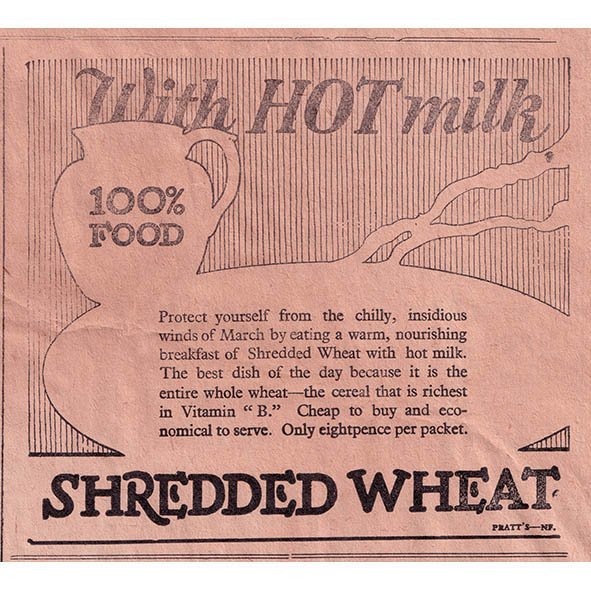 With HOT milk
100%
FOOD
Protect yourself from the chilly, insidious
winds of March by eating a warm, nourishing
breakfast of Shredded Wheat with hot milk.
The best dish of the day because it is the
entire whole wheat—the cereal that is richest
in Vitamin “ B.” Cheap to buy and eco-
nomical to serve. Only eightpence per packet.
SHREDDED WHEAT
PRATT'S—NF.